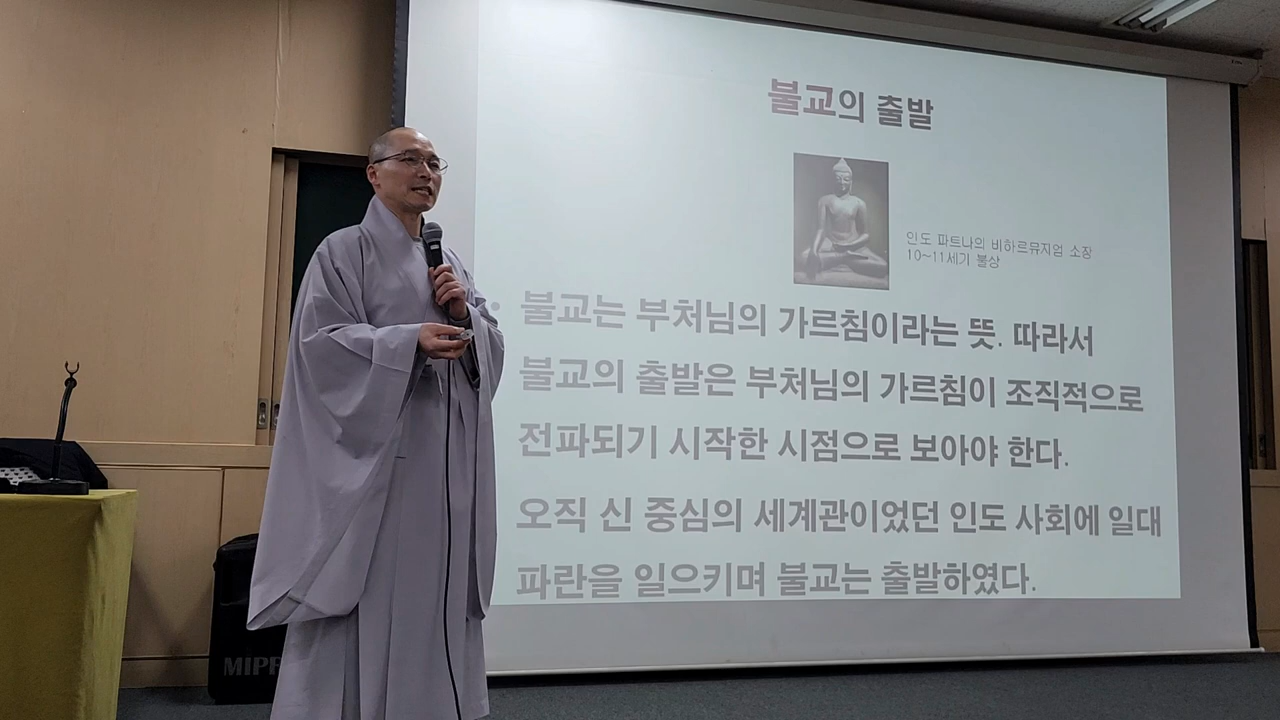 불교의 출발
인도 파트나의 비하르뮤지엄 소장
10~11세기 불상
• 불교는 부처님의 가르침이라는 뜻. 따라서
불교의 출발은 부처님의 가르침이 조직적으로
전파되기 시작한 시점으로 보아야 한다.
오직 신 중심의 세계관이었던 인도 사회에 일대
파란을 일으키며 불교는 출발하였다.